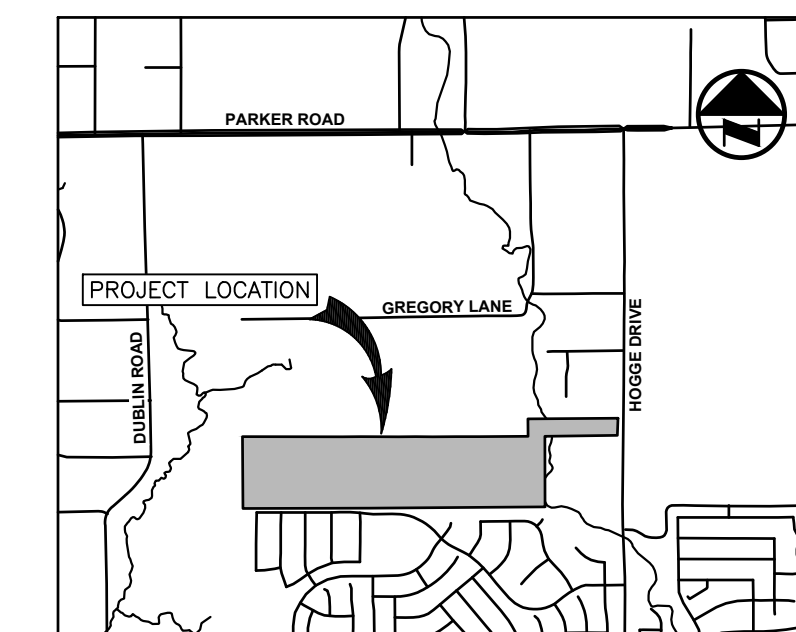 PARKER ROAD
PROJECT LOCATION
GREGORY LANE
HOGGE DRIVE
DUBLIN ROAD
N